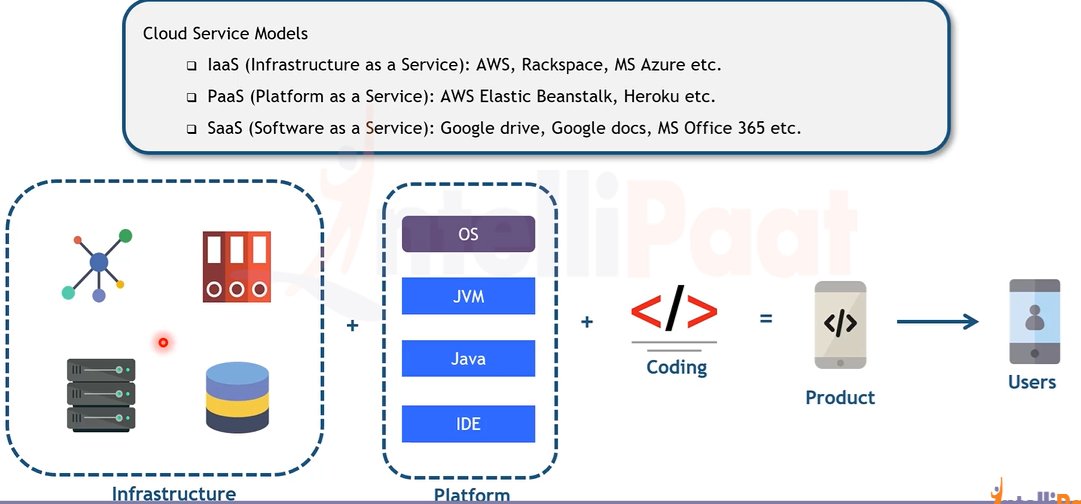 Cloud Service Models
❑ IaaS (Infrastructure as a Service): AWS, Rackspace, MS Azure etc.
❑ PaaS (Platform as a Service): AWS Elastic Beanstalk, Heroku etc.
❑ SaaS (Software as a Service): Google drive, Google docs, MS Office 365 etc.
IntelliPaat
OS
JVM
Java
IDE
+
+
</>
=
</>
Coding
Product
Users
Infrastructure
Platform
IntelliPa